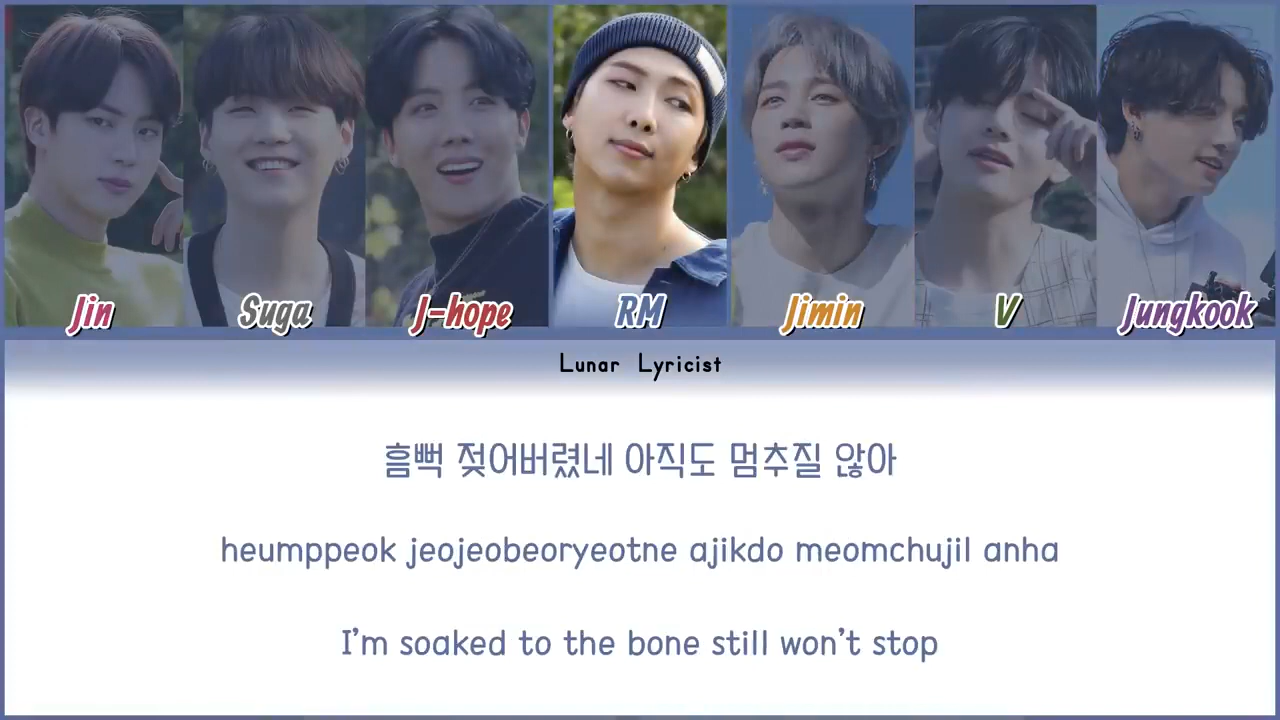 Jin
Suga
J-hope
RM
Jimin
V
Jungkook
Lunar Lyricist
흠뻑 젖어버렸네 아직도 멈추질 않아
heumppeok jeojeobeoryeotne ajikdo meomchujil anha
I'm soaked to the bone still won't stop